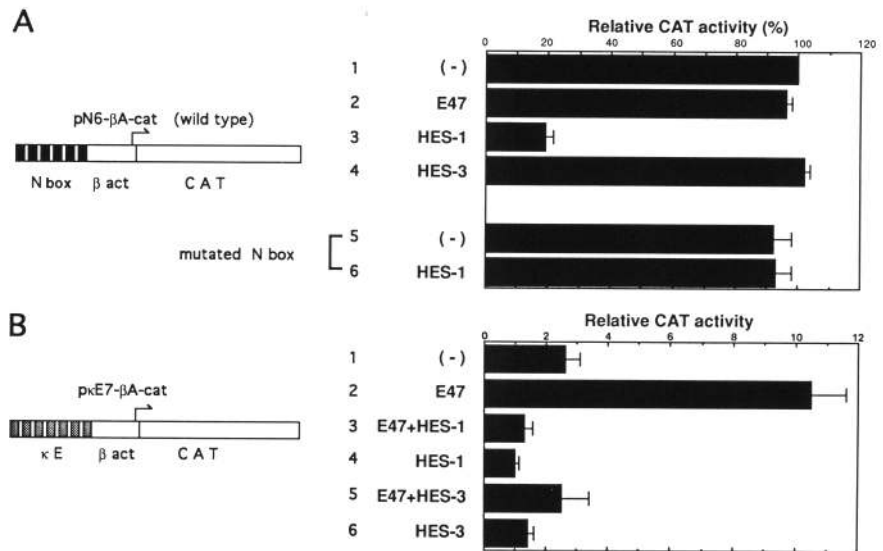 A
Relative CAT activity (%)
0 20 40 60 80 100 120
1 (-)
2 E47
3 HES-1
4 HES-3
5 (-)
6 HES-1
pN6-βA-cat (wild type)
N box β act CAT
mutated N box
B
Relative CAT activity
0 2 4 6 8 10 12
1 (-)
2 E47
3 E47+HES-1
4 HES-1
5 E47+HES-3
6 HES-3
pκE7-βA-cat
κE β act CAT